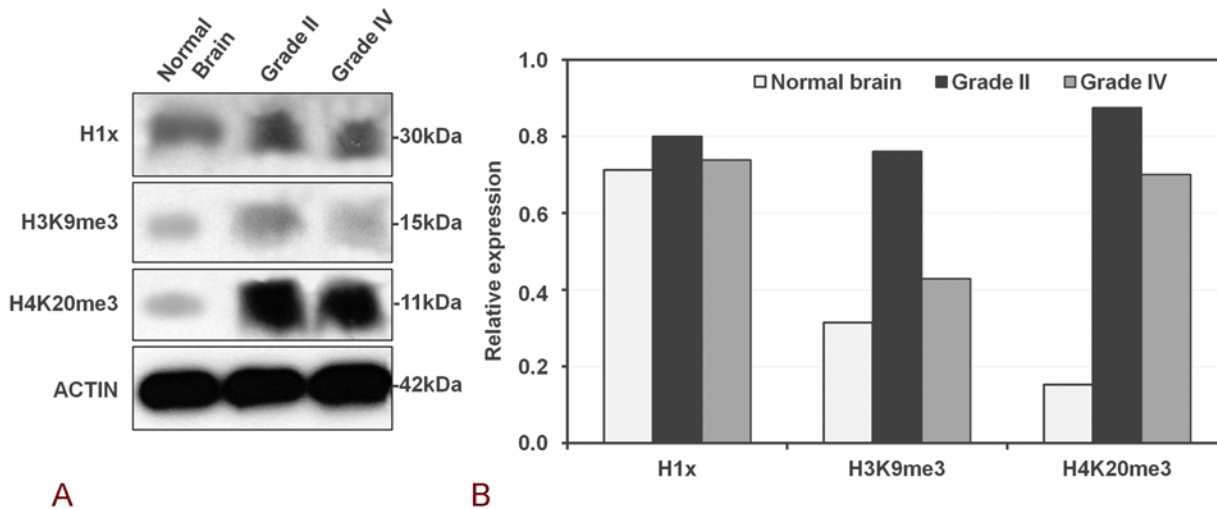 Normal Brain
Grade II
Grade IV
H1x
-30kDa
H3K9me3
-15kDa
H4K20me3
-11kDa
ACTIN
-42kDa
A
1.0
0.8
0.6
0.4
0.2
0.0
Relative expression
Normal brain Grade II Grade IV
H1x H3K9me3 H4K20me3
B